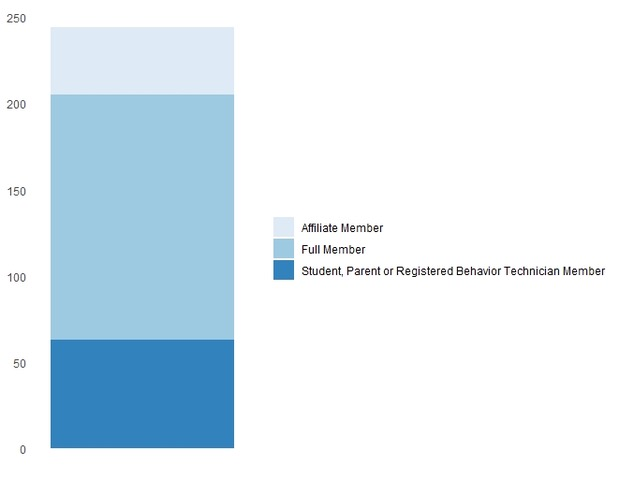 250
200
150
100
50
0
Affiliate Member
Full Member
Student, Parent or Registered Behavior Technician Member